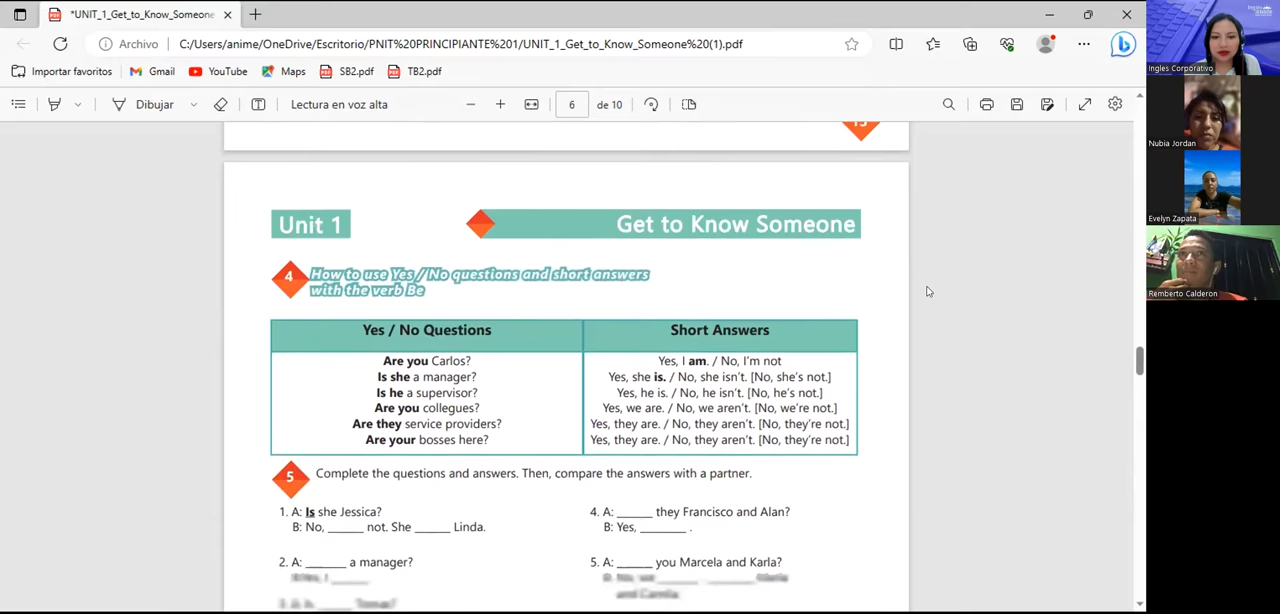 *UNIT_1_Get_to_Know_Someone
Archivo
C:/Users/anime/OneDrive/Escritorio/PNIT%20PRINCIPIANTE%201/UNIT_1_Get_to_Know_Someone%20(1).pdf
Importar favoritos
Gmail
YouTube
Maps
SB2.pdf
TB2.pdf
Dibujar
Lectura en voz alta
6
de 10
Unit 1
Get to Know Someone
4
How to use Yes / No questions and short answers
with the verb Be
Yes / No Questions
Short Answers
Are you Carlos?
Yes, I am. / No, I'm not
Is she a manager?
Yes, she is. / No, she isn't. [No, she's not.]
Is he a supervisor?
Yes, he is. / No, he isn't. [No, he's not.]
Are you collegues?
Yes, we are. / No, we aren't. [No, we're not.]
Are they service providers?
Yes, they are. / No, they aren't. [No, they're not.]
Are your bosses here?
Yes, they are. / No, they aren't. [No, they're not.]
5
Complete the questions and answers. Then, compare the answers with a partner.
1. A: Is she Jessica?
B: No, ______ not. She ______ Linda.
2. A: _______ a manager?
4. A: ______ they Francisco and Alan?
B: Yes, ________ .
5. A: ______ you Marcela and Karla?
and Camila.
Ingles Corporativo
Nubia Jordan
Evelyn Zapata
Remberto Calderon